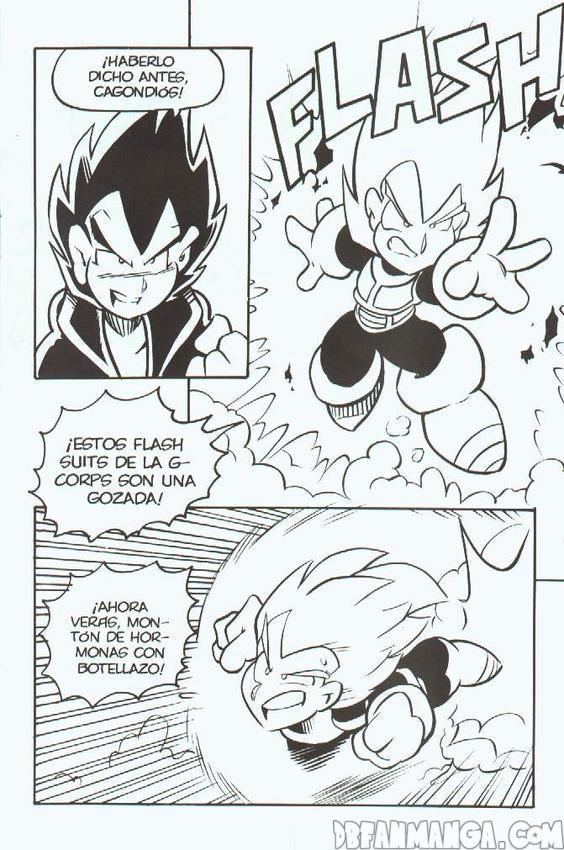 ¡HABERLO
DICHO ANTES,
CAGONDIÓS!
FLASH
¡ESTOS FLASH
SUITS DE LA G-
CORPS SON UNA
GOZADA!
¡AHORA
VERAS, MON-
TÓN DE HOR-
MONAS CON
BOTELLAZO!
DBFANMANGA.COM